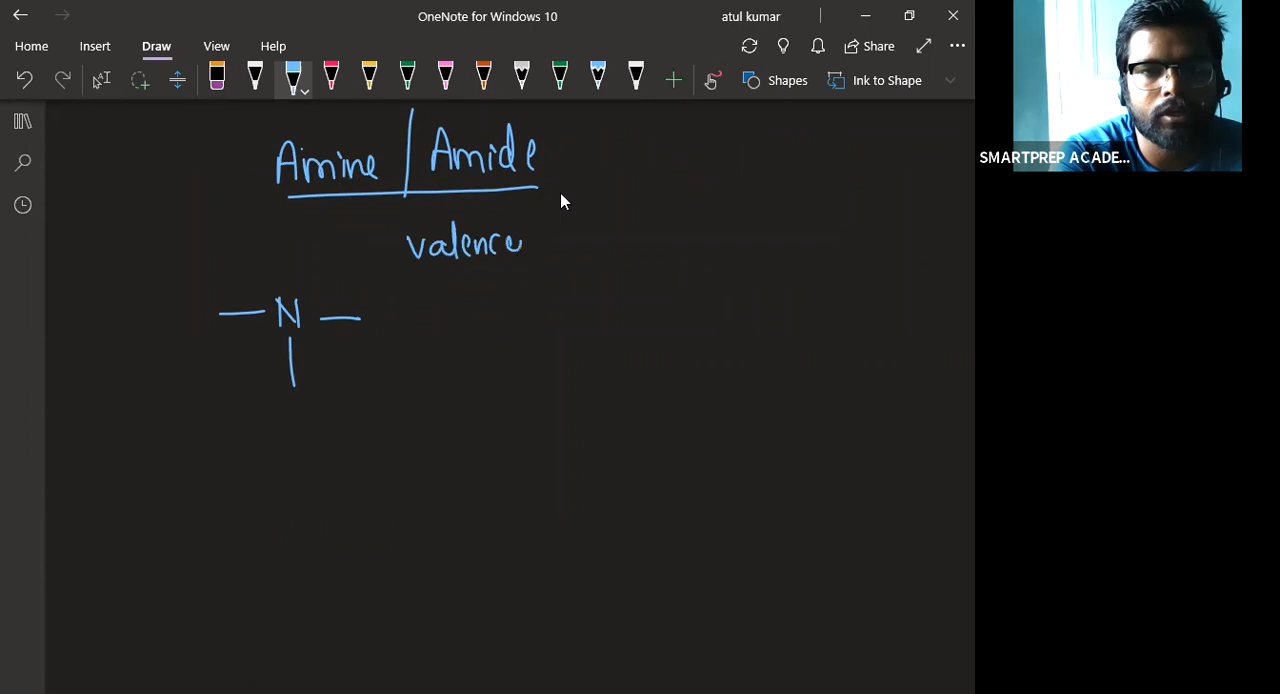 OneNote for Windows 10
atul kumar
Home Insert Draw View Help
Share
Shapes
Ink to Shape
Amine | Amide
valence
— N —
|
SMARTPREP ACADE...